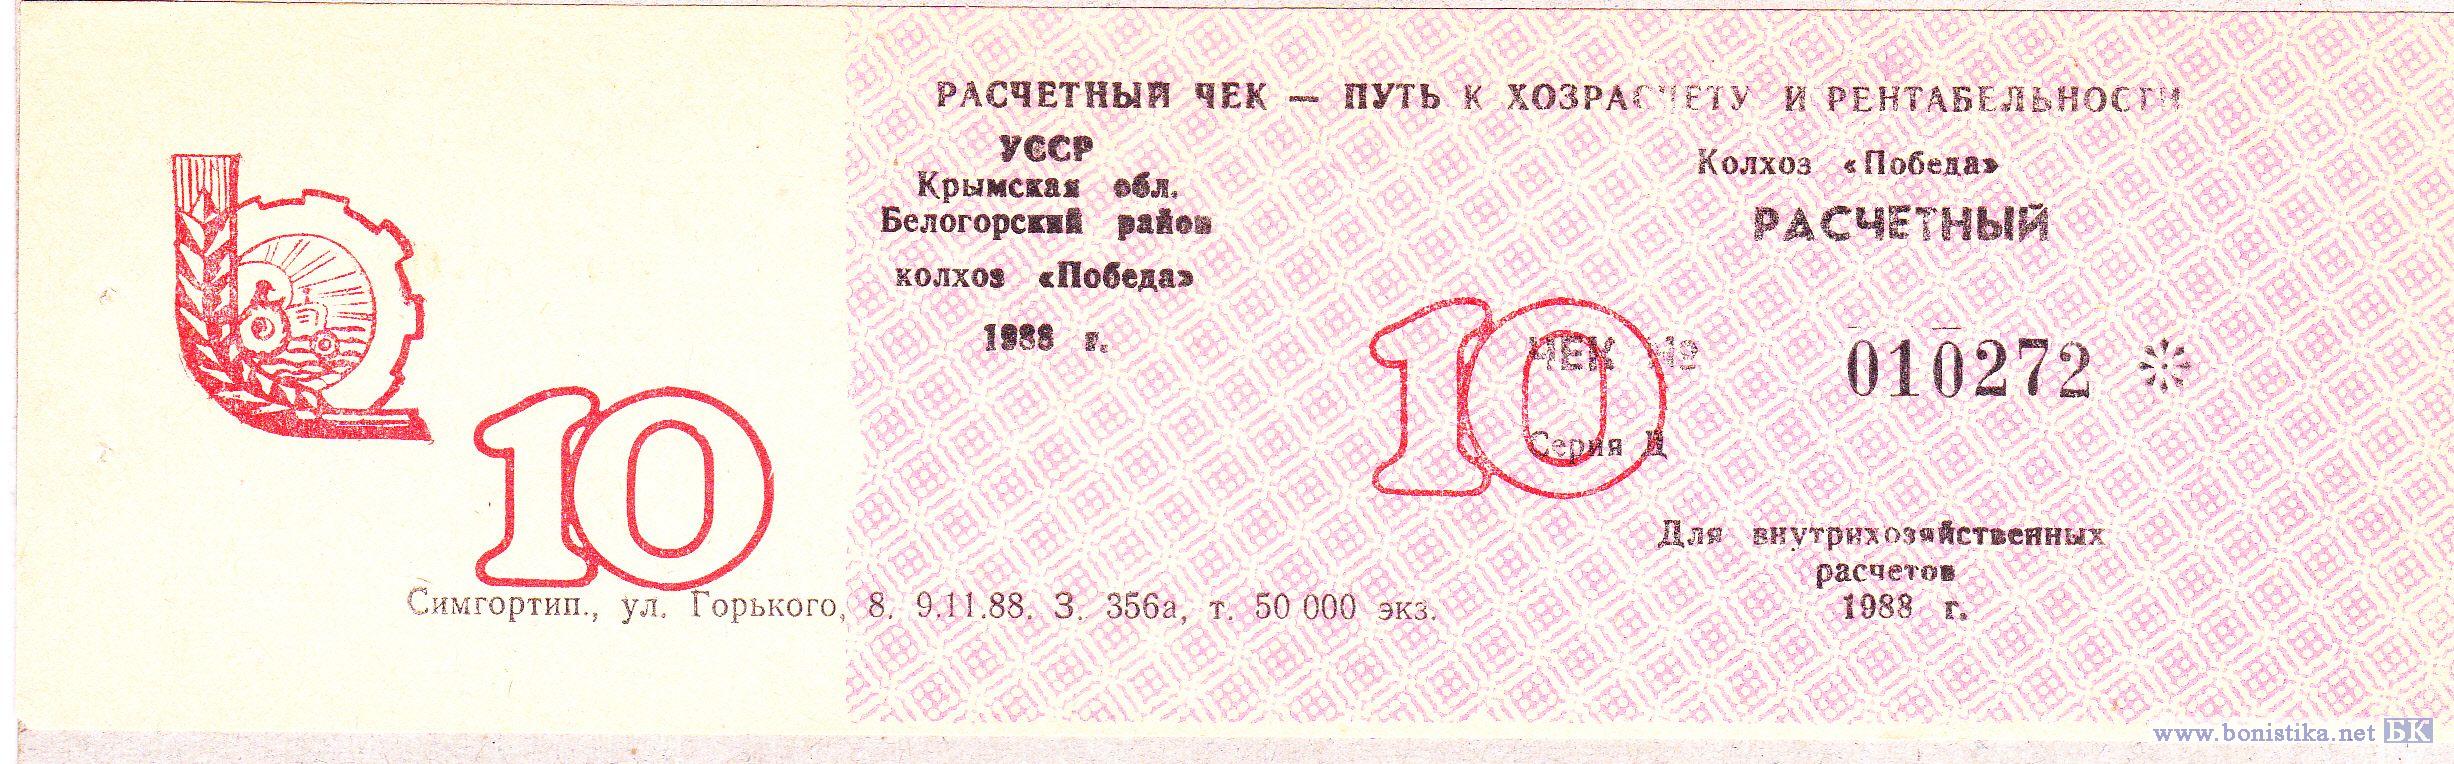 РАСЧЕТНЫЙ ЧЕК — ПУТЬ К ХОЗРАСЧЕТУ И РЕНТАБЕЛЬНОСТИ
УССР
Крымская обл.
Белогорский район
колхоз «Победа»
1988 г.
Колхоз «Победа»
РАСЧЕТНЫЙ
ЧЕК № 010272 *
10
Серия Д
Для внутрихозяйственных
расчетов
1988 г.
10
Симгортип., ул. Горького, 8. 9.11.88. З. 356а, т. 50 000 экз.
www.bonistika.net БК